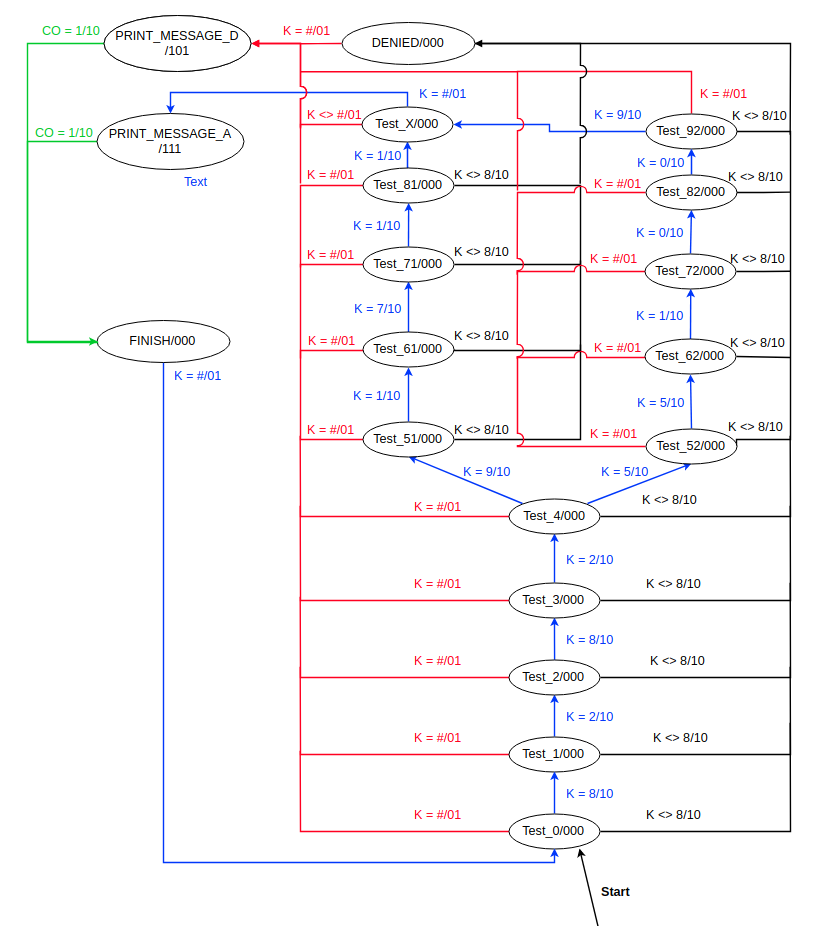 CO = 1/10
PRINT_MESSAGE_D
/101
K = #/01
DENIED/000
K = #/01
K = #/01
CO = 1/10
PRINT_MESSAGE_A
/111
K <> #/01
Test_X/000
K = 9/10
Test_92/000
K <> 8/10
Text
K = 1/10
K = 0/10
K = #/01
Test_81/000
K <> 8/10
K = #/01
Test_82/000
K <> 8/10
K = 1/10
K = 0/10
K = #/01
Test_71/000
K <> 8/10
K = #/01
Test_72/000
K <> 8/10
K = 7/10
K = 1/10
FINISH/000
K = #/01
Test_61/000
K <> 8/10
K = #/01
Test_62/000
K <> 8/10
K = #/01
K = 1/10
K = 5/10
K = #/01
Test_51/000
K <> 8/10
K = #/01
Test_52/000
K <> 8/10
K = 9/10
K = 5/10
K = #/01
Test_4/000
K <> 8/10
K = 2/10
K = #/01
Test_3/000
K <> 8/10
K = 8/10
K = #/01
Test_2/000
K <> 8/10
K = 2/10
K = #/01
Test_1/000
K <> 8/10
K = 8/10
K = #/01
Test_0/000
K <> 8/10
Start